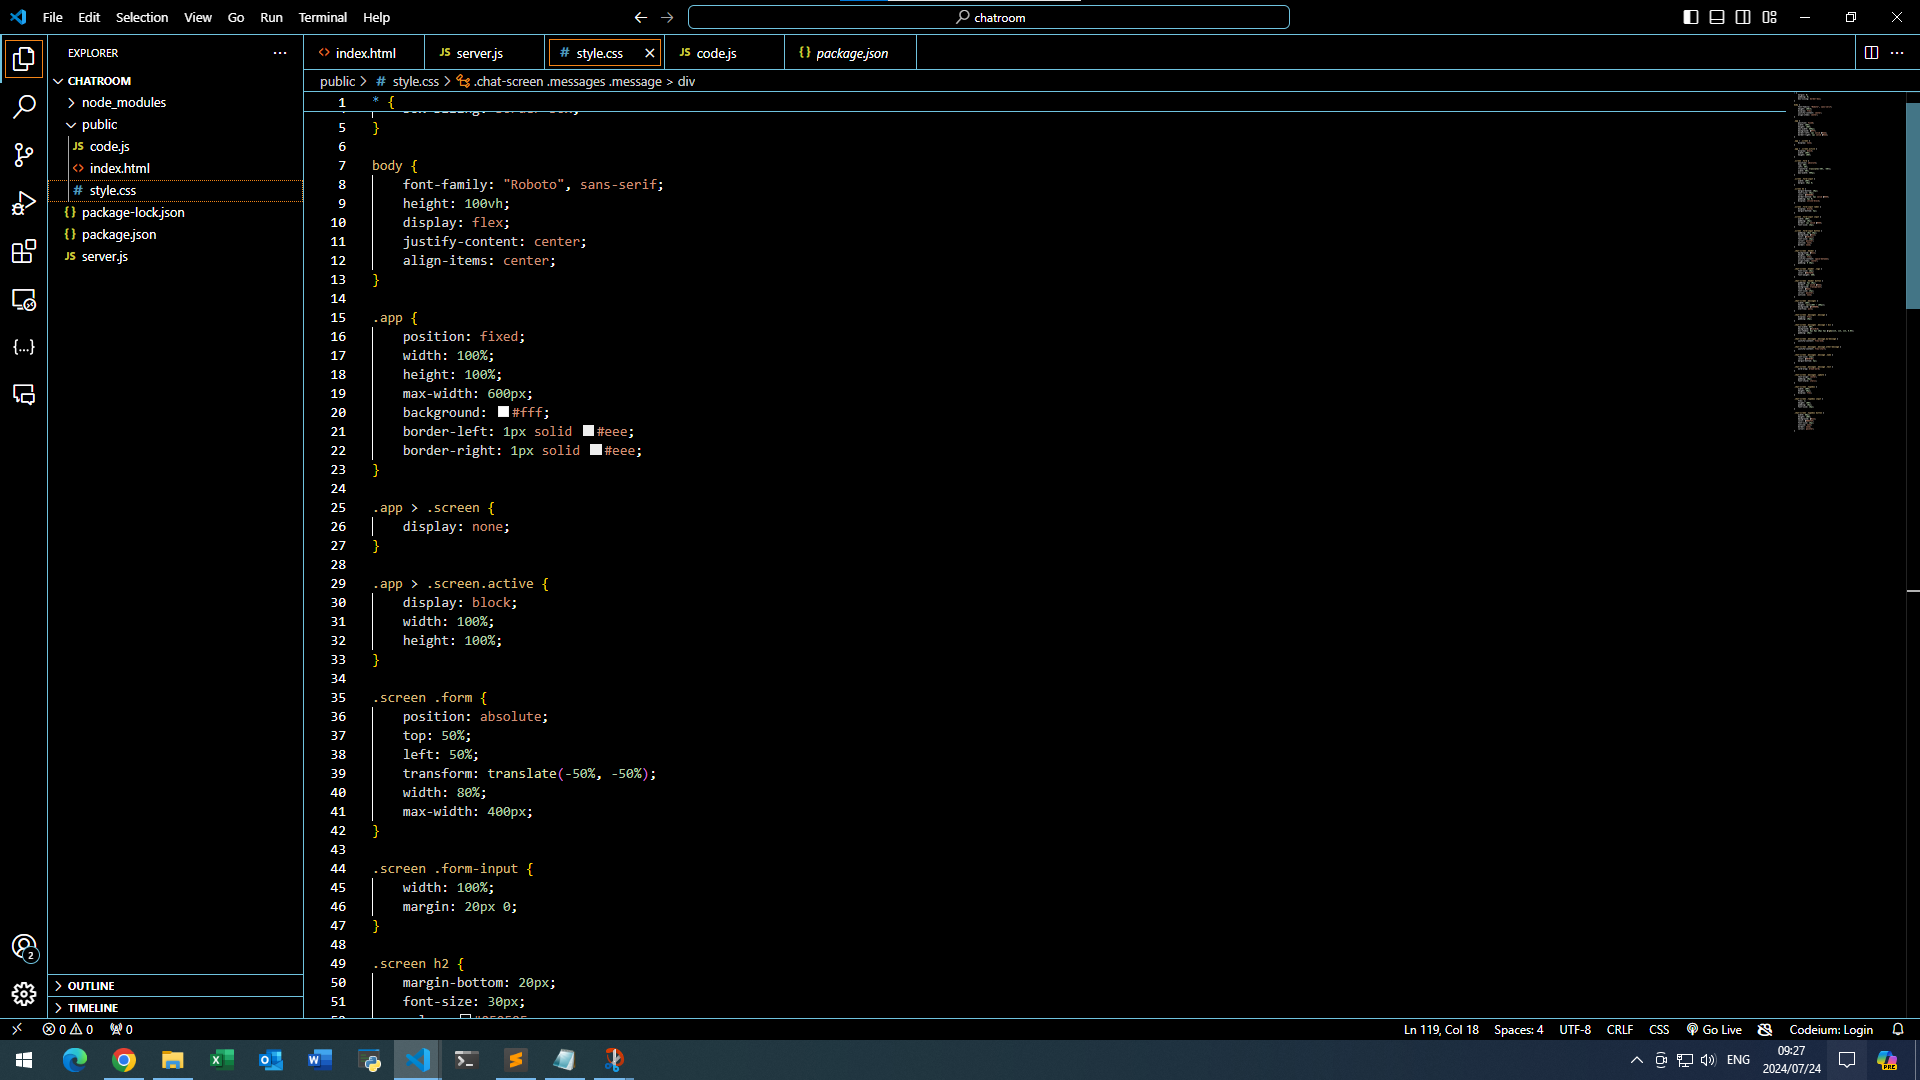 File Edit Selection View Go Run Terminal Help
chatroom
EXPLORER
index.html
JS server.js
# style.css
JS code.js
{} package.json
public > # style.css > .chat-screen .messages .message > div
CHATROOM
node_modules
public
JS code.js
<> index.html
# style.css
{} package-lock.json
{} package.json
JS server.js
OUTLINE
TIMELINE
1 * {
5 }
6
7 body {
8 font-family: "Roboto", sans-serif;
9 height: 100vh;
10 display: flex;
11 justify-content: center;
12 align-items: center;
13 }
14
15 .app {
16 position: fixed;
17 width: 100%;
18 height: 100%;
19 max-width: 600px;
20 background: #fff;
21 border-left: 1px solid #eee;
22 border-right: 1px solid #eee;
23 }
24
25 .app > .screen {
26 display: none;
27 }
28
29 .app > .screen.active {
30 display: block;
31 width: 100%;
32 height: 100%;
33 }
34
35 .screen .form {
36 position: absolute;
37 top: 50%;
38 left: 50%;
39 transform: translate(-50%, -50%);
40 width: 80%;
41 max-width: 400px;
42 }
43
44 .screen .form-input {
45 width: 100%;
46 margin: 20px 0;
47 }
48
49 .screen h2 {
50 margin-bottom: 20px;
51 font-size: 30px;
2
0 0 0
Ln 119, Col 18 Spaces: 4 UTF-8 CRLF CSS Go Live Codeium: Login
ENG
09:27
2024/07/24